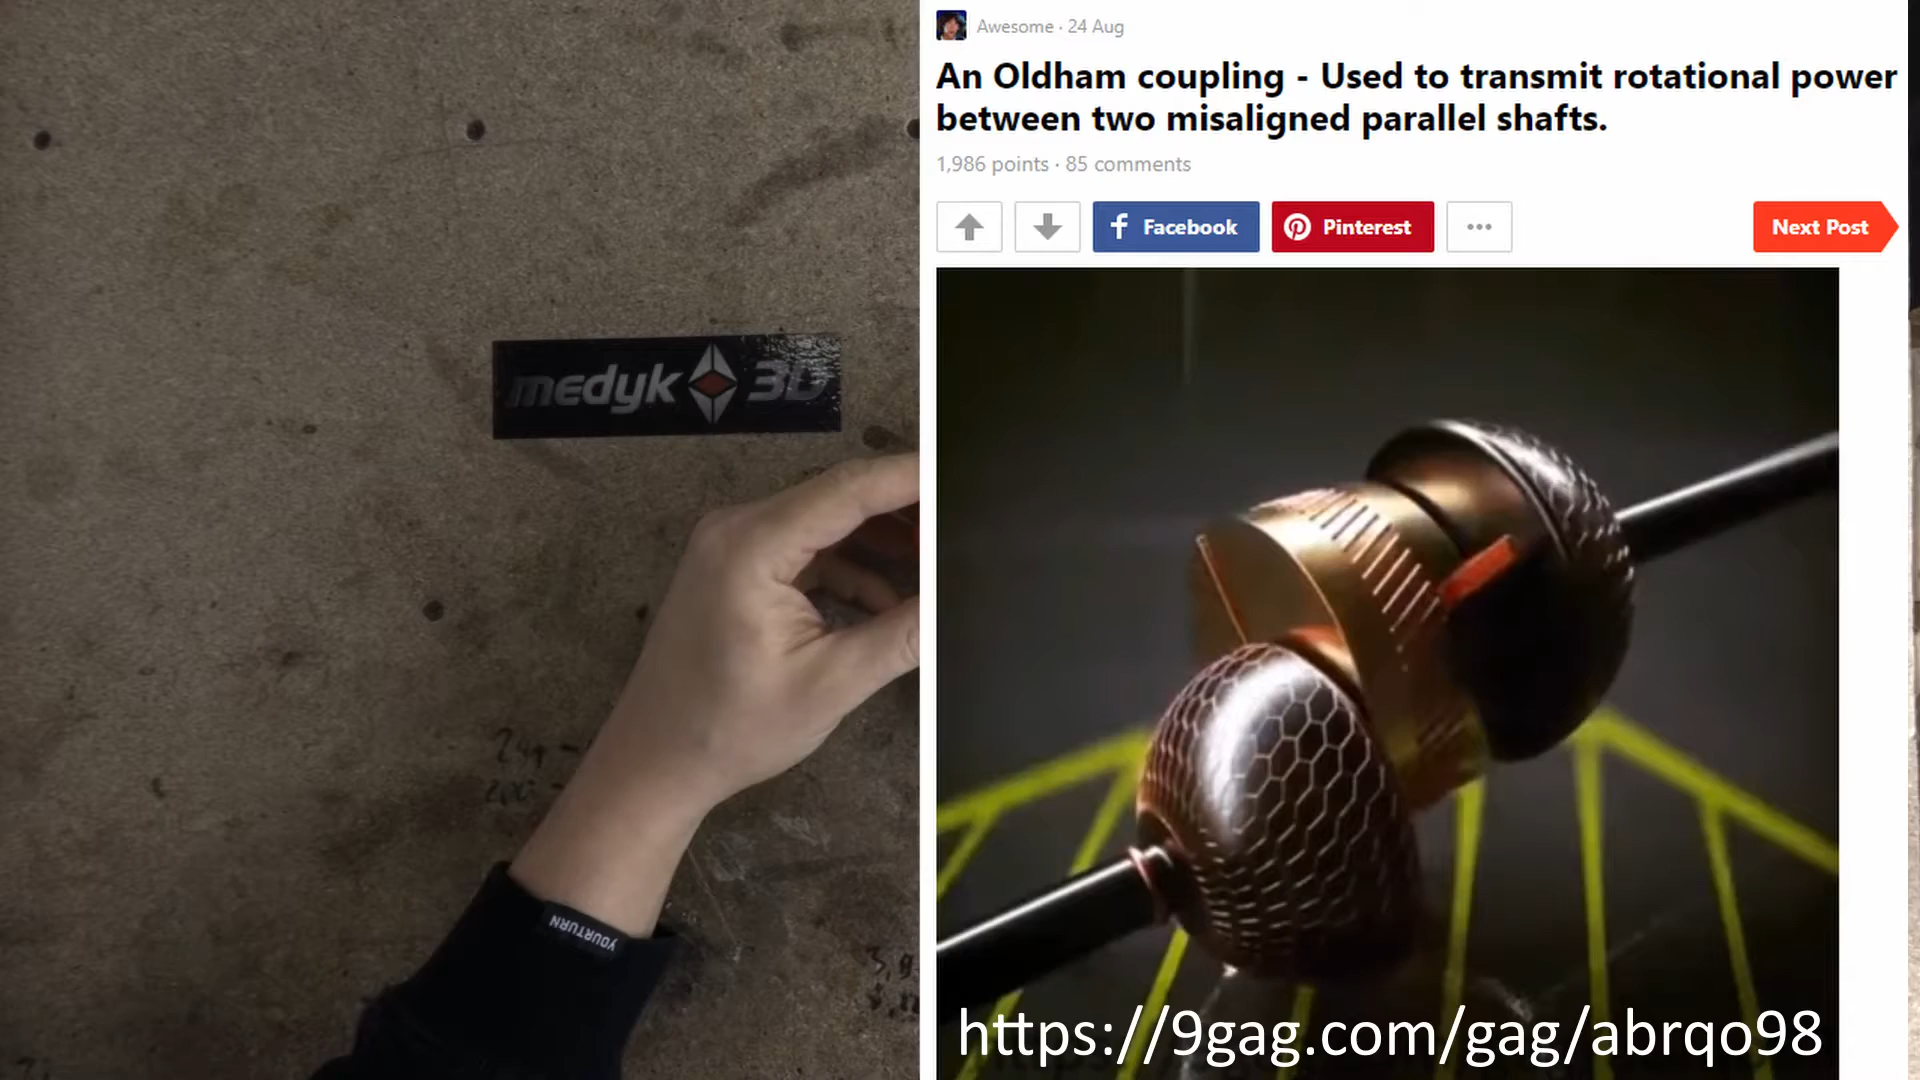 medyk 3D
YOURTURN
Awesome · 24 Aug
An Oldham coupling - Used to transmit rotational power
between two misaligned parallel shafts.
1,986 points · 85 comments
Facebook
Pinterest
Next Post
https://9gag.com/gag/abrqo98